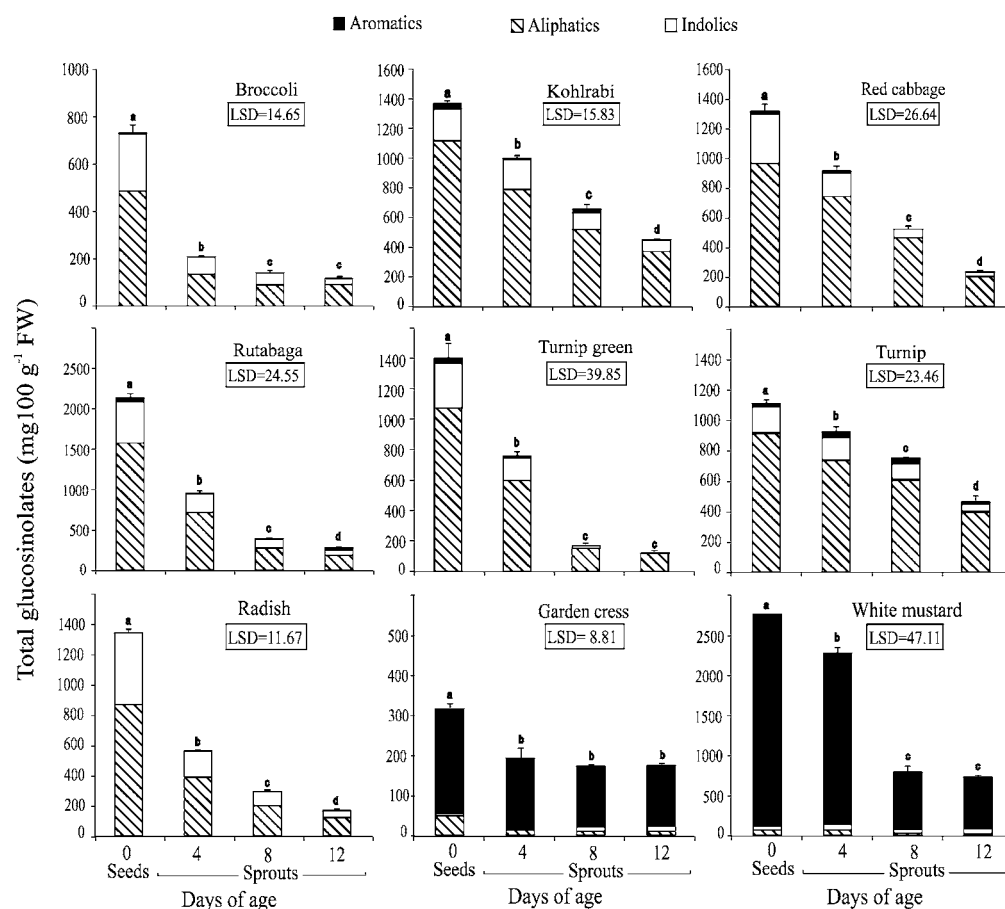 Aromatics
Aliphatics
Indolics
Total glucosinolates (mg100 g⁻¹ FW)
Broccoli
LSD=14.65
1000
800
600
400
200
0
a
b
c
c
Kohlrabi
LSD=15.83
1600
1400
1200
1000
800
600
400
200
0
a
b
c
d
Red cabbage
LSD=26.64
1600
1400
1200
1000
800
600
400
200
0
a
b
c
d
Rutabaga
LSD=24.55
2500
2000
1500
1000
500
0
a
b
c
d
Turnip green
LSD=39.85
1400
1200
1000
800
600
400
200
0
a
b
c
c
Turnip
LSD=23.46
1400
1200
1000
800
600
400
200
0
a
b
c
d
Radish
LSD=11.67
1400
1200
1000
800
600
400
200
0
a
b
c
d
0 4 8 12
Seeds Sprouts
Days of age
Garden cress
LSD= 8.81
500
400
300
200
100
0
a
b
b
b
0 4 8 12
Seeds Sprouts
Days of age
White mustard
LSD=47.11
2500
2000
1500
1000
500
0
a
b
c
c
0 4 8 12
Seeds Sprouts
Days of age